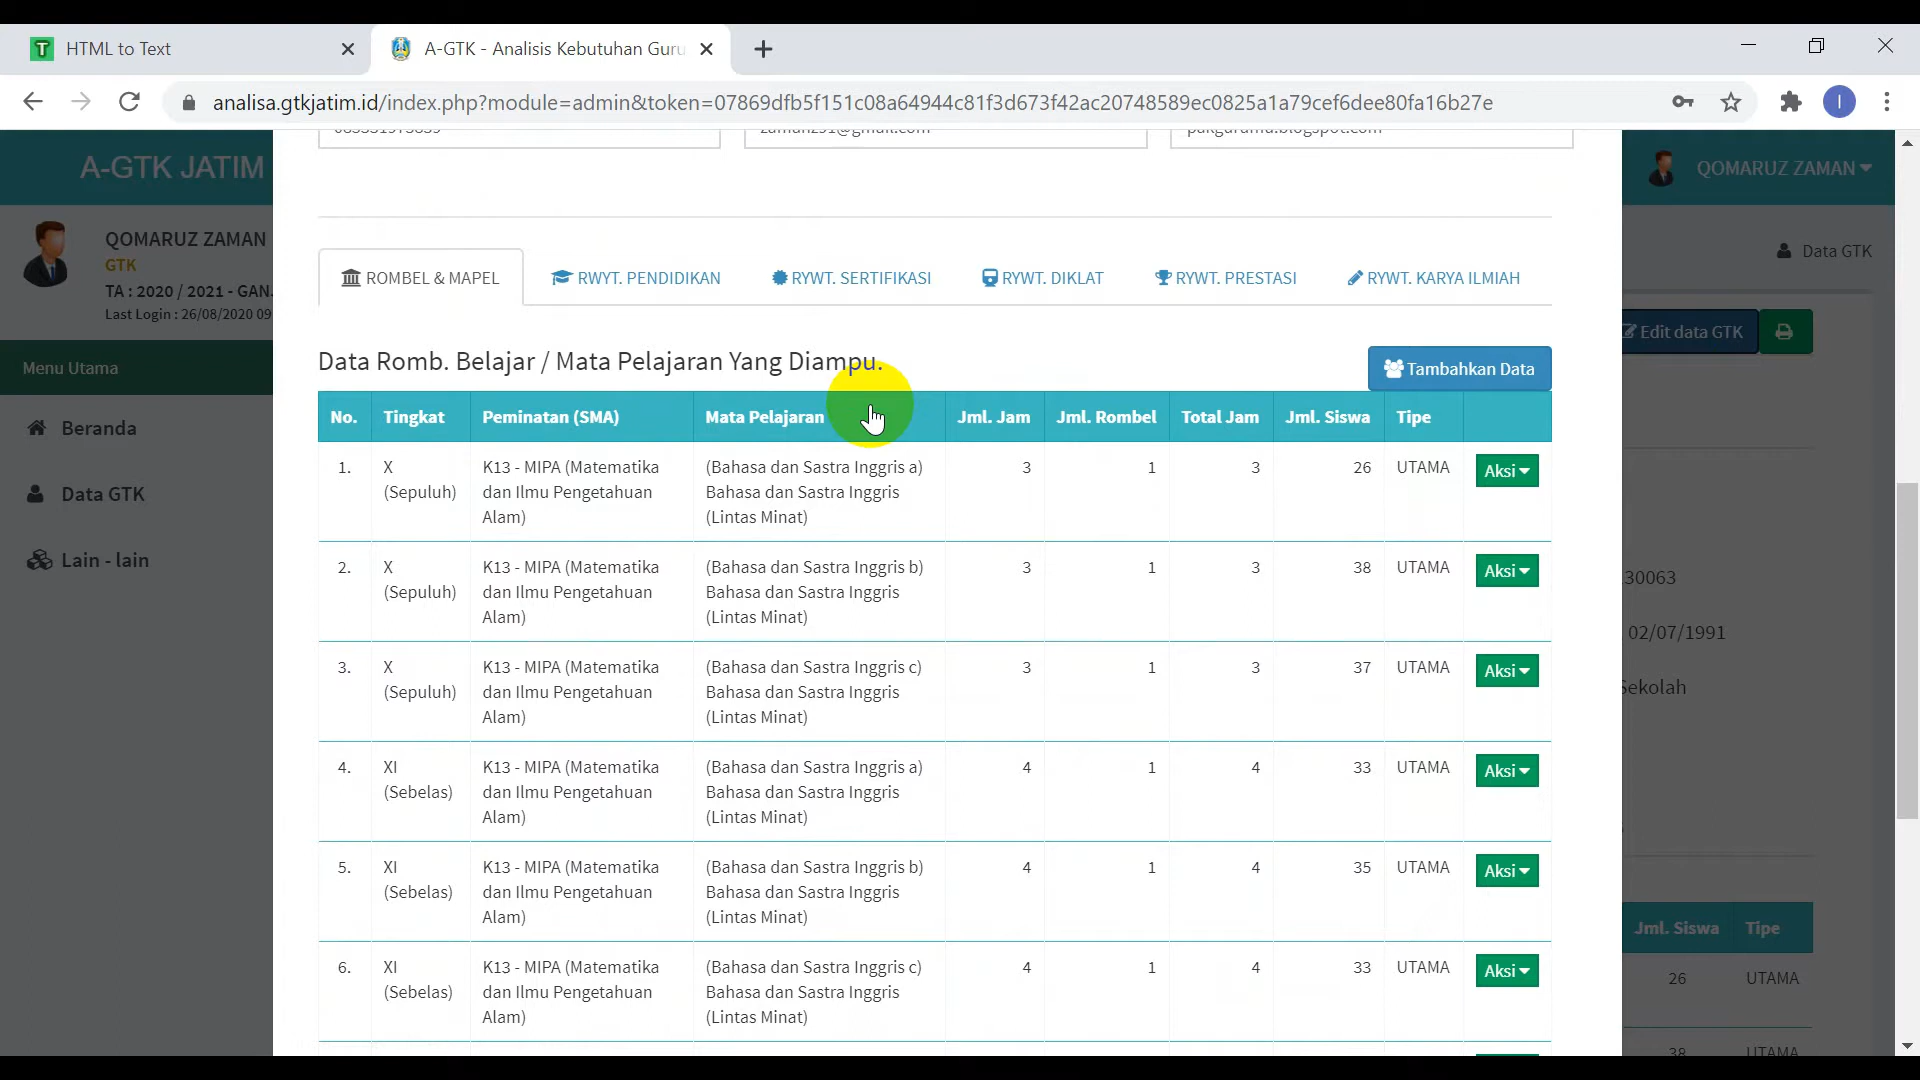 HTML to Text
A-GTK - Analisis Kebutuhan Guru
analisa.gtkjatim.id/index.php?module=admin&token=07869dfb5f151c08a64944c81f3d673f42ac20748589ec0825a1a79cef6dee80fa16b27e
I
A-GTK JATIM
QOMARUZ ZAMAN
QOMARUZ ZAMAN
GTK
TA : 2020 / 2021 - GAN
Last Login : 26/08/2020 09
Data GTK
Edit data GTK
Menu Utama
Beranda
Data GTK
Lain - lain
ROMBEL & MAPEL
RWYT. PENDIDIKAN
RYWT. SERTIFIKASI
RYWT. DIKLAT
RYWT. PRESTASI
RYWT. KARYA ILMIAH
Data Romb. Belajar / Mata Pelajaran Yang Diampu.
Tambahkan Data
No. Tingkat Peminatan (SMA) Mata Pelajaran Jml. Jam Jml. Rombel Total Jam Jml. Siswa Tipe
1. X K13 - MIPA (Matematika (Bahasa dan Sastra Inggris a) 3 1 3 26 UTAMA Aksi
(Sepuluh) dan Ilmu Pengetahuan Bahasa dan Sastra Inggris
Alam) (Lintas Minat)
2. X K13 - MIPA (Matematika (Bahasa dan Sastra Inggris b) 3 1 3 38 UTAMA Aksi
(Sepuluh) dan Ilmu Pengetahuan Bahasa dan Sastra Inggris
Alam) (Lintas Minat)
3. X K13 - MIPA (Matematika (Bahasa dan Sastra Inggris c) 3 1 3 37 UTAMA Aksi
(Sepuluh) dan Ilmu Pengetahuan Bahasa dan Sastra Inggris
Alam) (Lintas Minat)
4. XI K13 - MIPA (Matematika (Bahasa dan Sastra Inggris a) 4 1 4 33 UTAMA Aksi
(Sebelas) dan Ilmu Pengetahuan Bahasa dan Sastra Inggris
Alam) (Lintas Minat)
5. XI K13 - MIPA (Matematika (Bahasa dan Sastra Inggris b) 4 1 4 35 UTAMA Aksi
(Sebelas) dan Ilmu Pengetahuan Bahasa dan Sastra Inggris
Alam) (Lintas Minat)
6. XI K13 - MIPA (Matematika (Bahasa dan Sastra Inggris c) 4 1 4 33 UTAMA Aksi
(Sebelas) dan Ilmu Pengetahuan Bahasa dan Sastra Inggris
Alam) (Lintas Minat)
30063
02/07/1991
Sekolah
Jml. Siswa Tipe
26 UTAMA
38 UTAMA